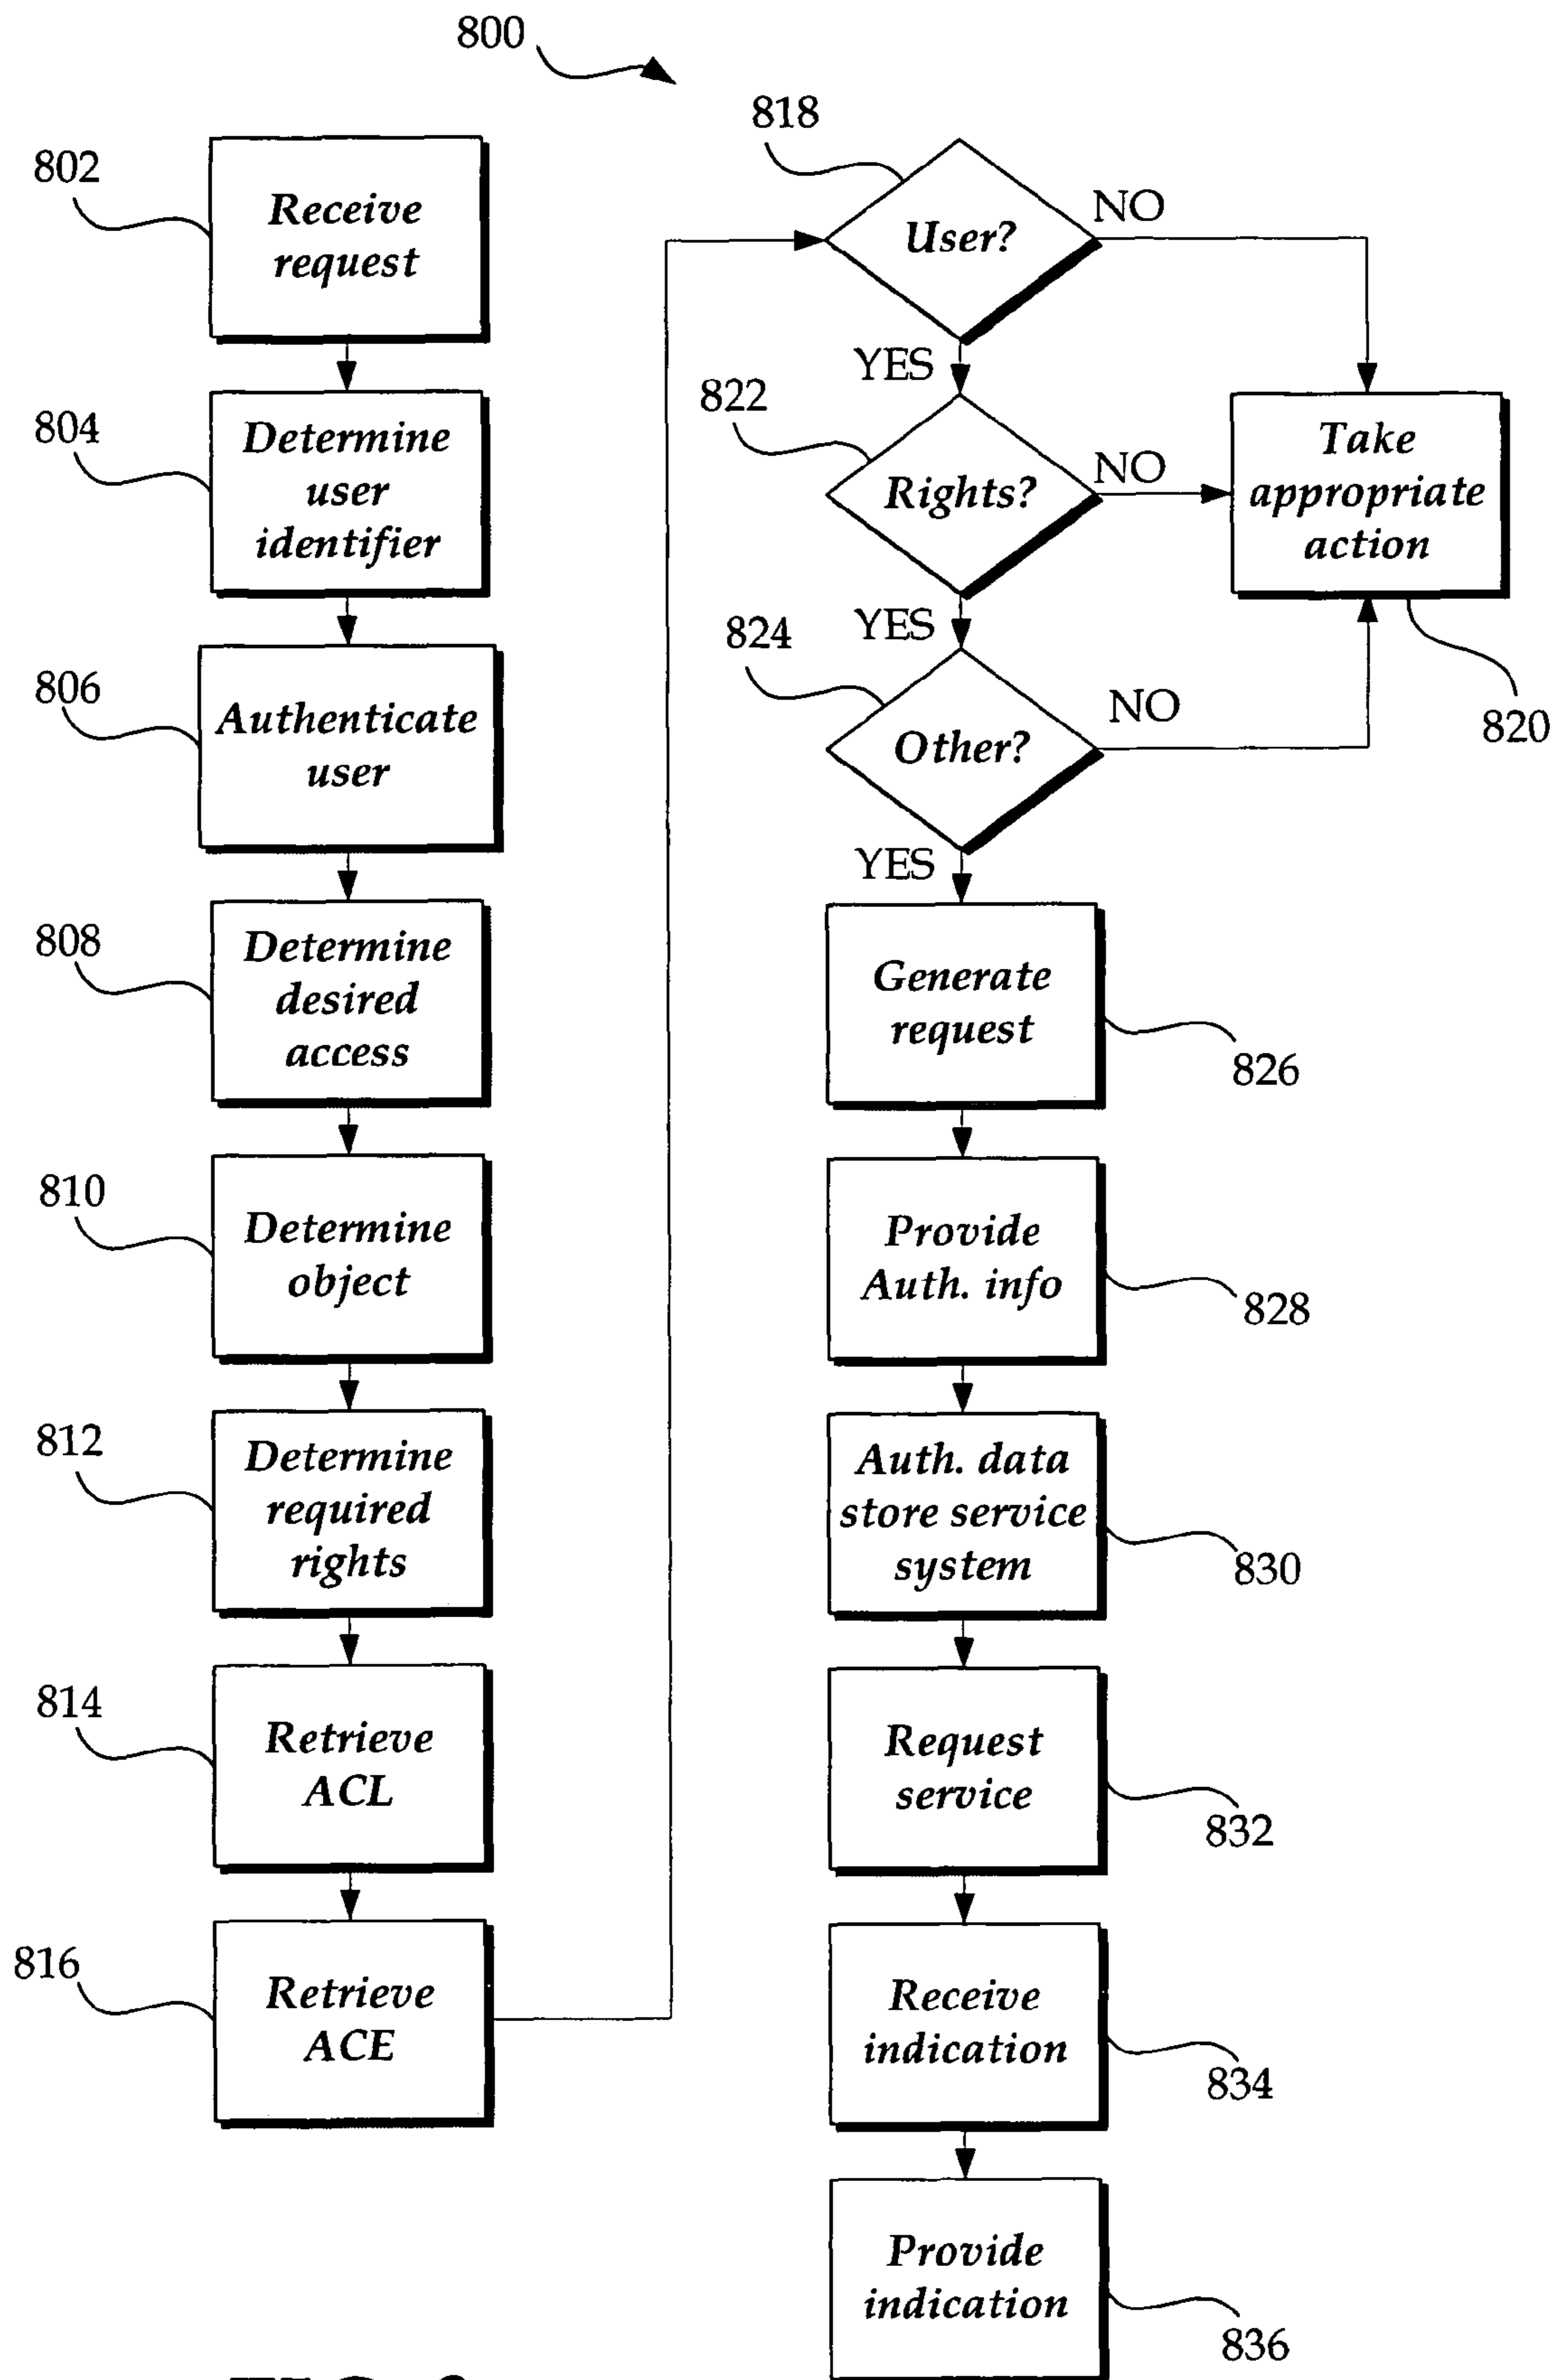 800
802
Receive
request
804
Determine
user
identifier
806
Authenticate
user
808
Determine
desired
access
810
Determine
object
812
Determine
required
rights
814
Retrieve
ACL
816
Retrieve
ACE
818
User?
NO
YES
822
Rights?
NO
Take
appropriate
action
820
YES
824
Other?
NO
YES
Generate
request
826
Provide
Auth. info
828
Auth. data
store service
system
830
Request
service
832
Receive
indication
834
Provide
indication
836